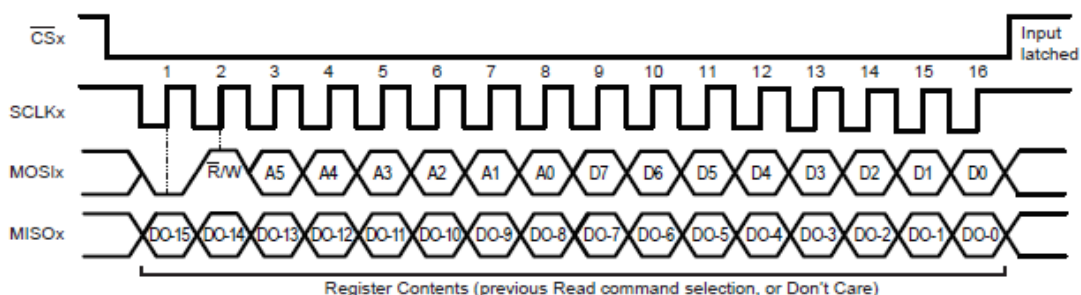 CSx Input
latched
1 2 3 4 5 6 7 8 9 10 11 12 13 14 15 16
SCLKx
MOSIx R/W A5 A4 A3 A2 A1 A0 D7 D6 D5 D4 D3 D2 D1 D0
MISOx DO-15 DO-14 DO-13 DO-12 DO-11 DO-10 DO-9 DO-8 DO-7 DO-6 DO-5 DO-4 DO-3 DO-2 DO-1 DO-0
Register Contents (previous Read command selection, or Don't Care)